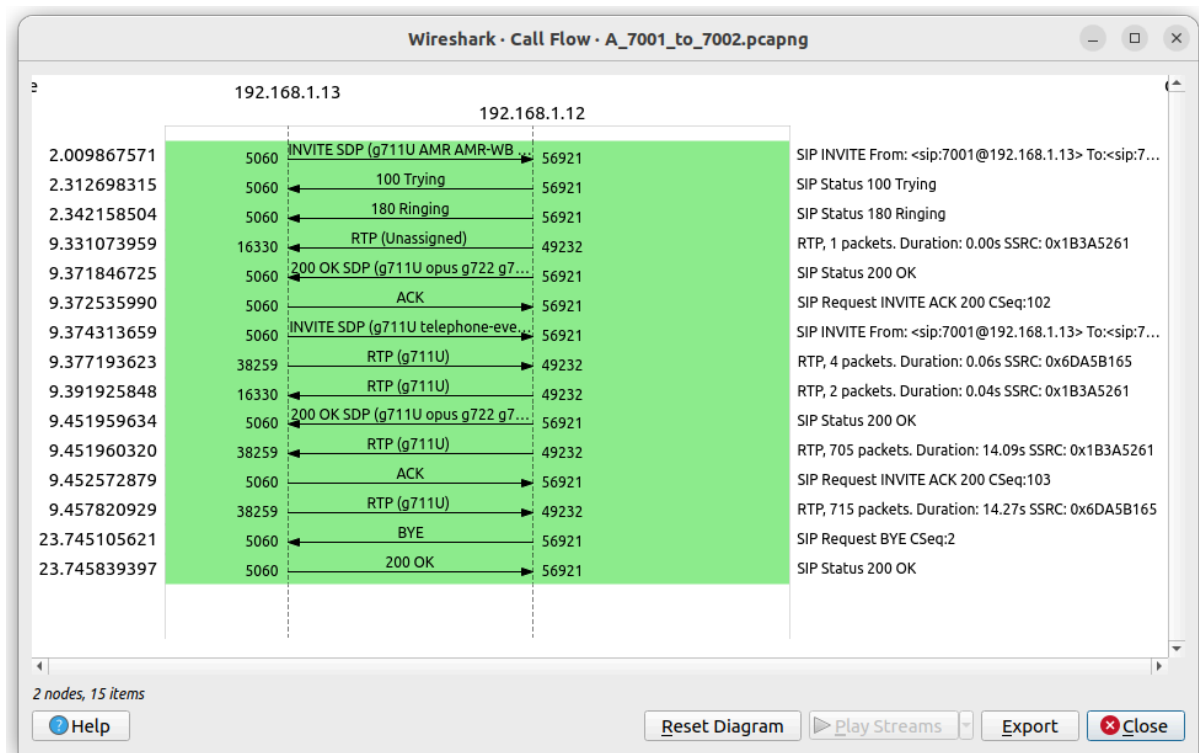 Wireshark · Call Flow · A_7001_to_7002.pcapng
192.168.1.13
192.168.1.12
2.009867571 5060 INVITE SDP (g711U AMR AMR-WB ... 56921 SIP INVITE From: <sip:7001@192.168.1.13> To:<sip:7...
2.312698315 5060 100 Trying 56921 SIP Status 100 Trying
2.342158504 5060 180 Ringing 56921 SIP Status 180 Ringing
9.331073959 16330 RTP (Unassigned) 49232 RTP, 1 packets. Duration: 0.00s SSRC: 0x1B3A5261
9.371846725 5060 200 OK SDP (g711U opus g722 g7... 56921 SIP Status 200 OK
9.372535990 5060 ACK 56921 SIP Request INVITE ACK 200 CSeq:102
9.374313659 5060 INVITE SDP (g711U telephone-eve... 56921 SIP INVITE From: <sip:7001@192.168.1.13> To:<sip:7...
9.377193623 38259 RTP (g711U) 49232 RTP, 4 packets. Duration: 0.06s SSRC: 0x6DA5B165
9.391925848 16330 RTP (g711U) 49232 RTP, 2 packets. Duration: 0.04s SSRC: 0x1B3A5261
9.451959634 5060 200 OK SDP (g711U opus g722 g7... 56921 SIP Status 200 OK
9.451960320 38259 RTP (g711U) 49232 RTP, 705 packets. Duration: 14.09s SSRC: 0x1B3A5261
9.452572879 5060 ACK 56921 SIP Request INVITE ACK 200 CSeq:103
9.457820929 38259 RTP (g711U) 49232 RTP, 715 packets. Duration: 14.27s SSRC: 0x6DA5B165
23.745105621 5060 BYE 56921 SIP Request BYE CSeq:2
23.745839397 5060 200 OK 56921 SIP Status 200 OK
2 nodes, 15 items
Help Reset Diagram Play Streams Export Close